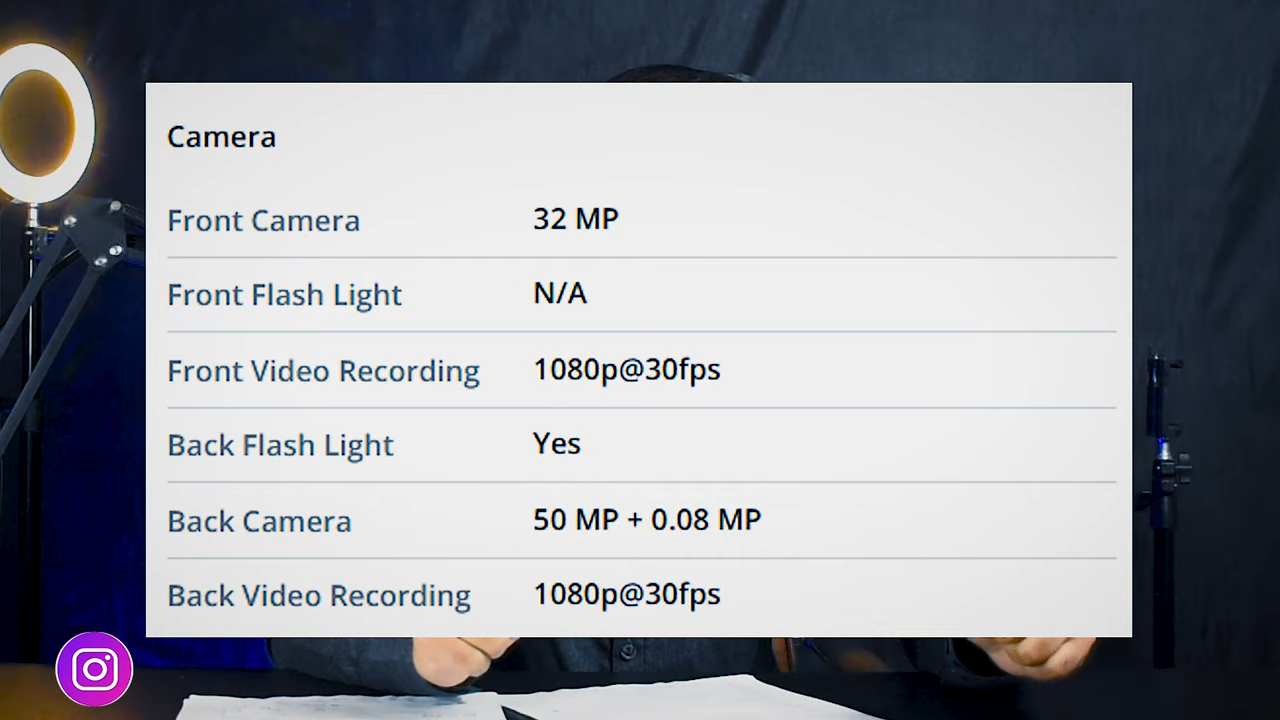 Camera
Front Camera 32 MP
Front Flash Light N/A
Front Video Recording 1080p@30fps
Back Flash Light Yes
Back Camera 50 MP + 0.08 MP
Back Video Recording 1080p@30fps